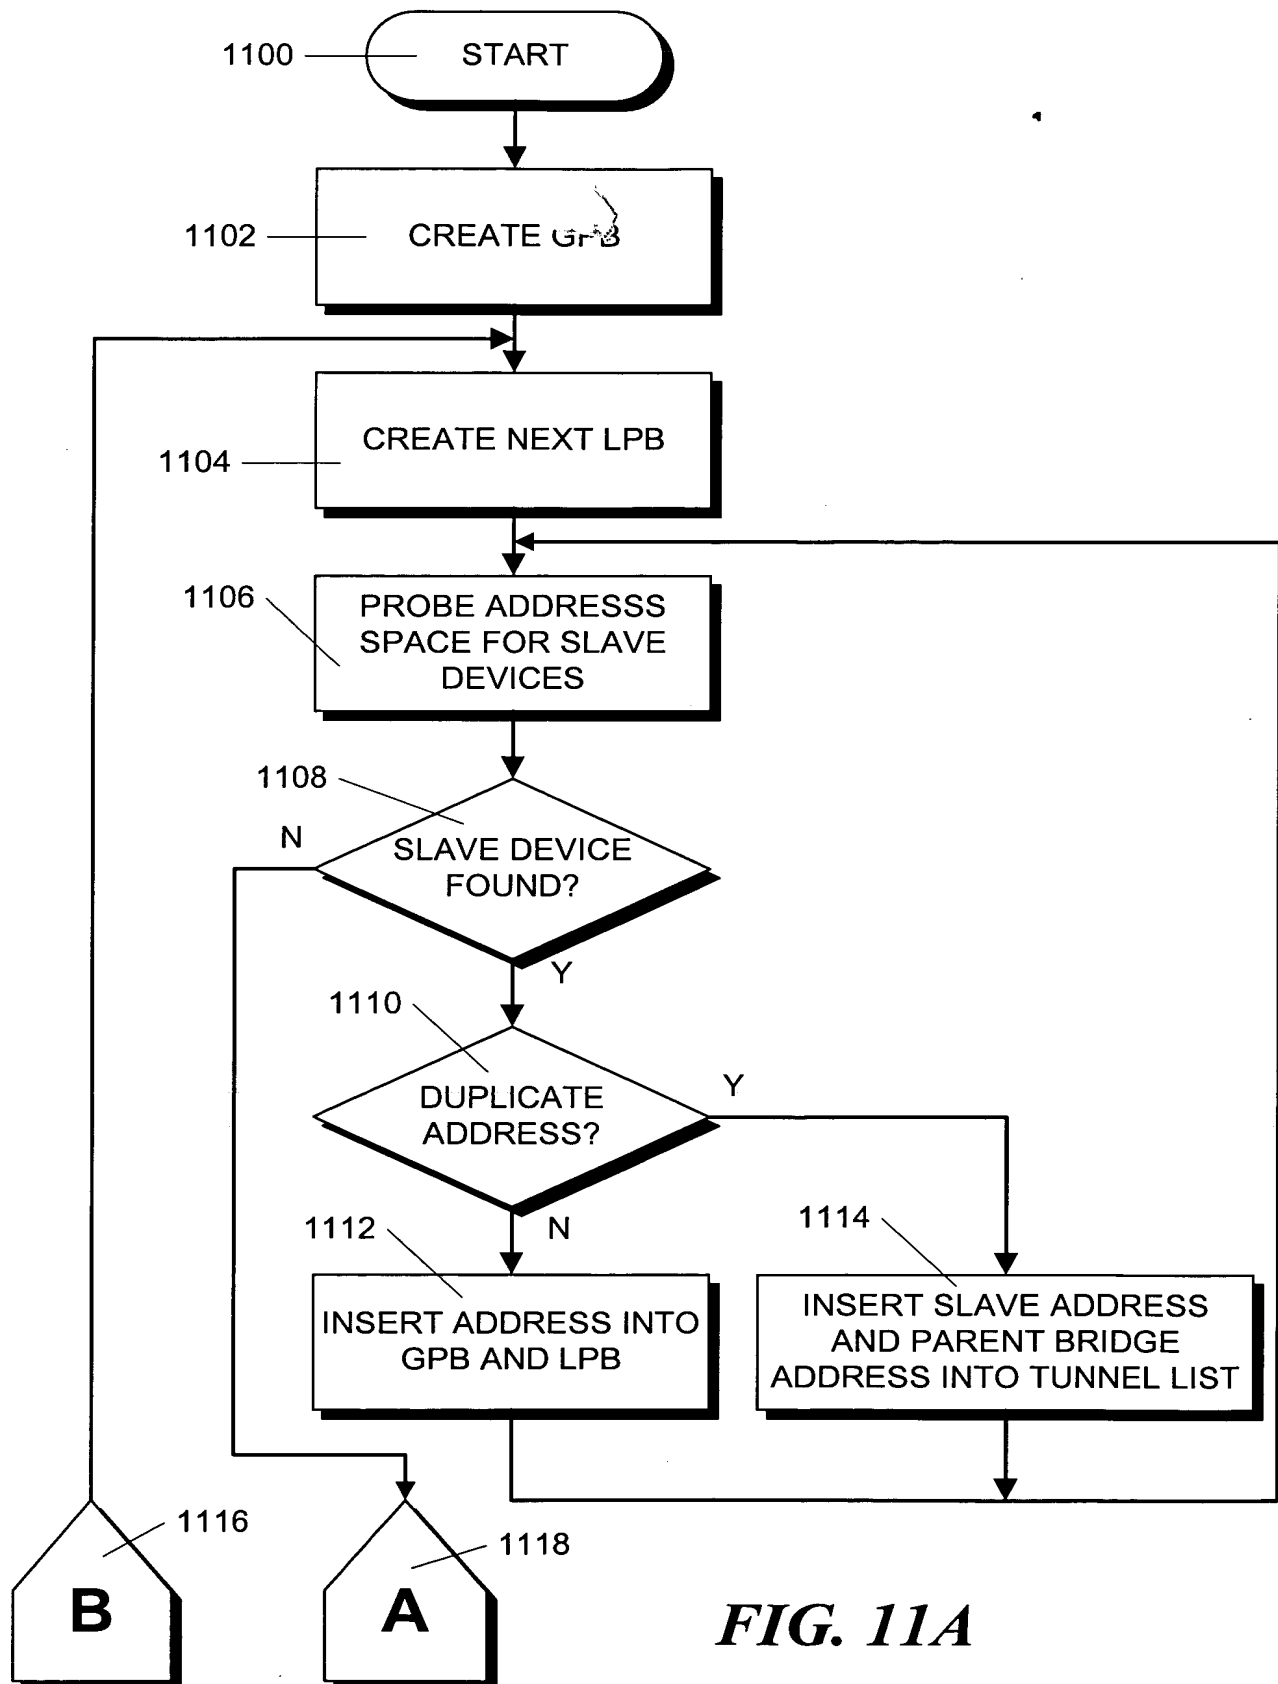 1100
START
1102
CREATE GPB
1104
CREATE NEXT LPB
1106
PROBE ADDRESSS
SPACE FOR SLAVE
DEVICES
1108
N
SLAVE DEVICE
FOUND?
Y
1110
DUPLICATE
ADDRESS?
Y
N
1112
INSERT ADDRESS INTO
GPB AND LPB
1114
INSERT SLAVE ADDRESS
AND PARENT BRIDGE
ADDRESS INTO TUNNEL LIST
1116
B
1118
A
FIG. 11A